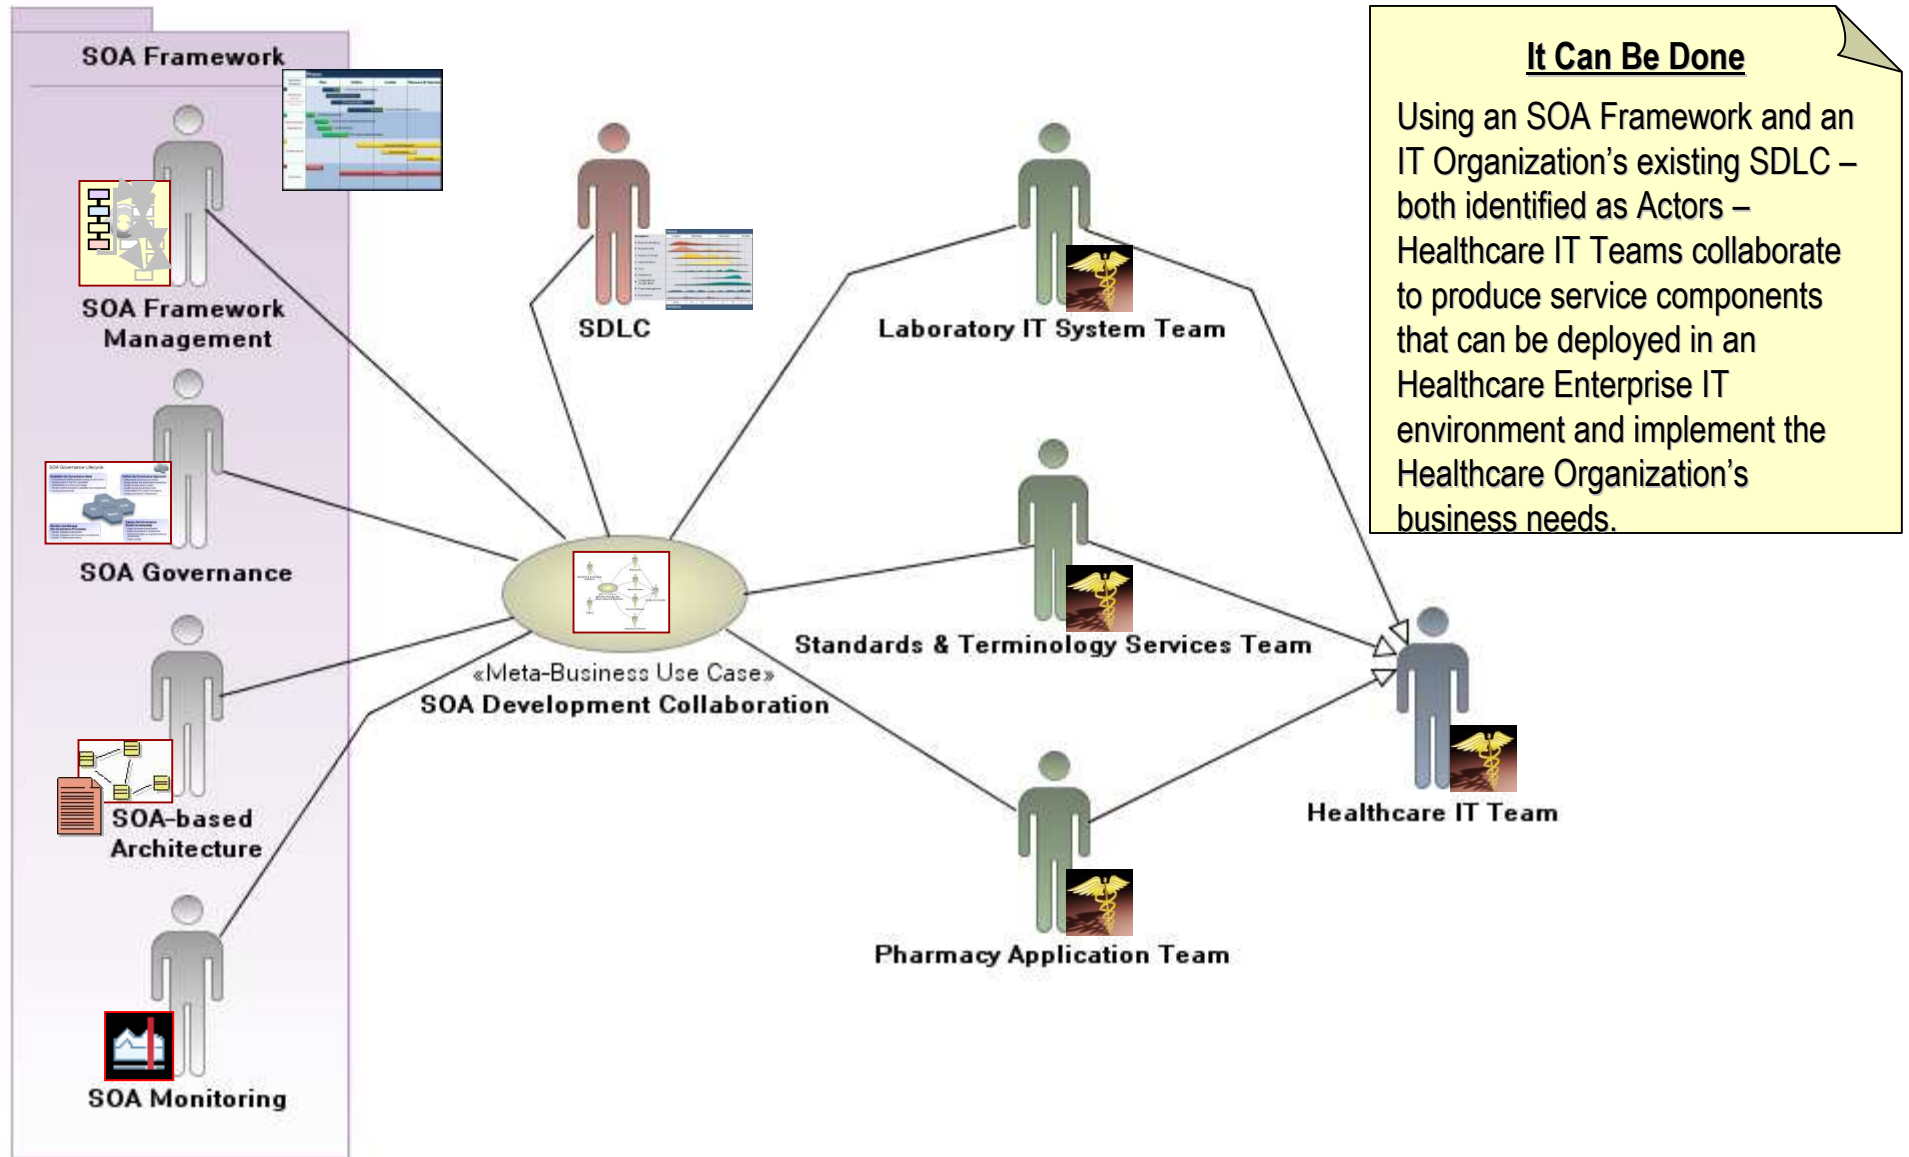 SOA Framework
SOA Framework
Management
SOA Governance
SOA Governance Lifecycle
SOA-based
Architecture
SOA Monitoring
SDLC
«Meta-Business Use Case»
SOA Development Collaboration
Laboratory IT System Team
Standards & Terminology Services Team
Pharmacy Application Team
Healthcare IT Team
It Can Be Done
Using an SOA Framework and an
IT Organization’s existing SDLC –
both identified as Actors –
Healthcare IT Teams collaborate
to produce service components
that can be deployed in an
Healthcare Enterprise IT
environment and implement the
Healthcare Organization’s
business needs.